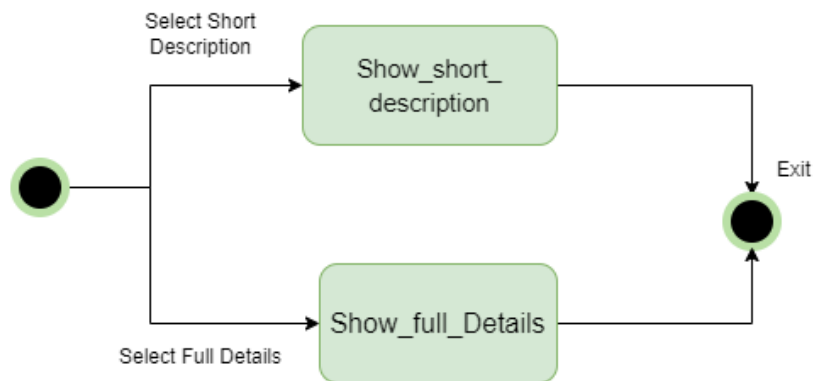 Select Short
Description
Show_short_
description
Exit
Show_full_Details
Select Full Details